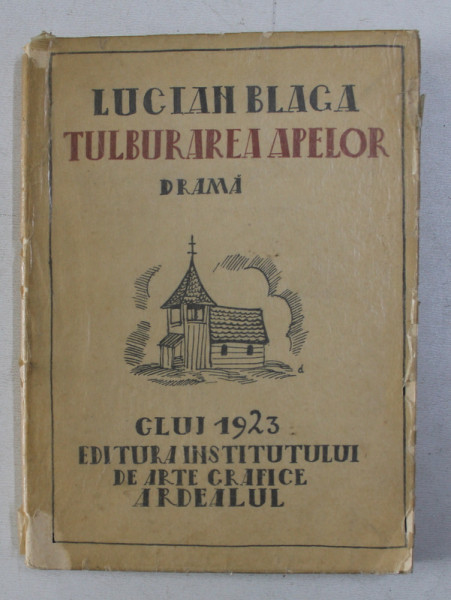 LUCIAN BLAGA
TULBURAREA APELOR
DRAMĂ
CLUJ 1923
EDITURA INSTITUTULUI
DE ARTE GRAFICE
ARDEALUL